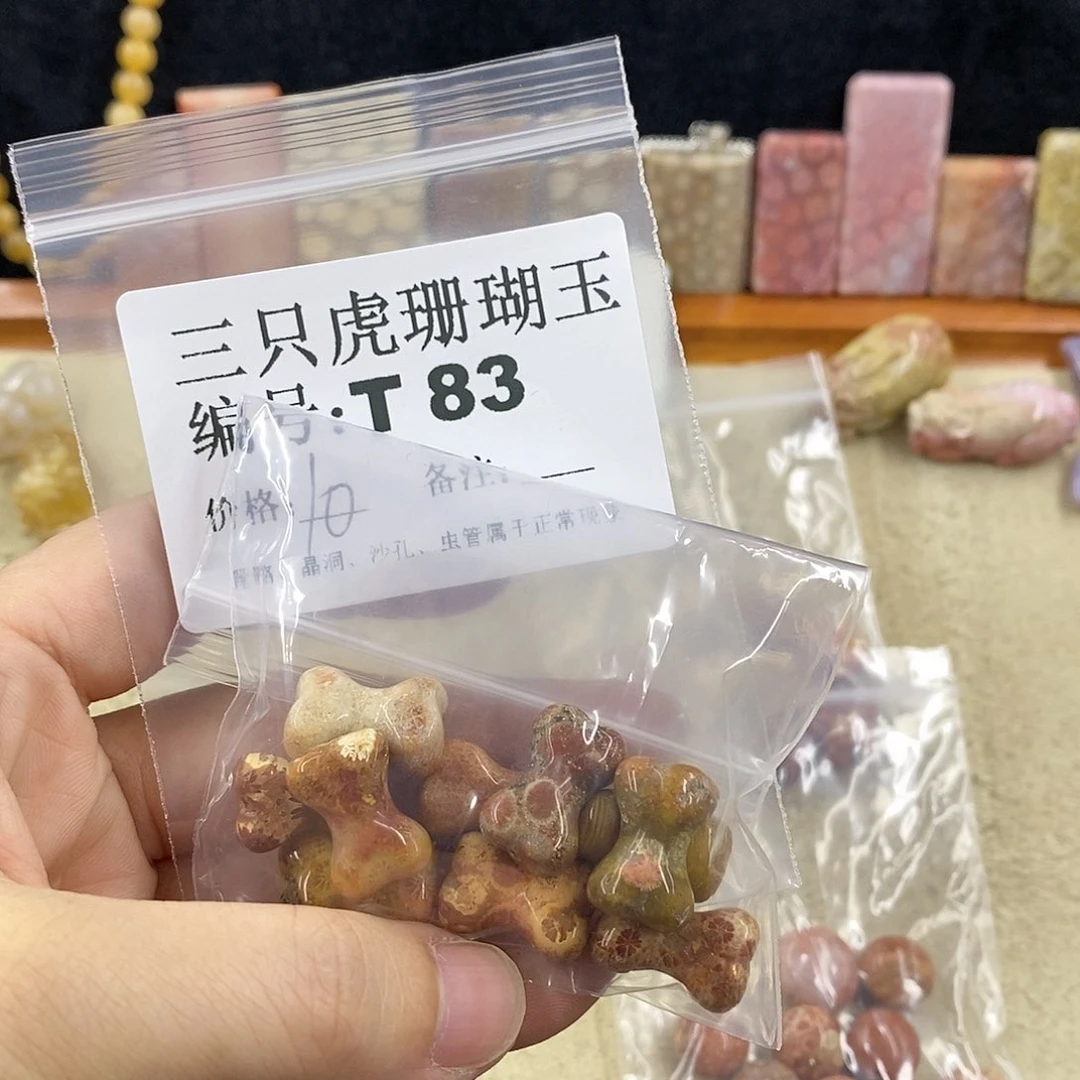 三只虎珊瑚玉
编号:T 83
价格:10 备注:
晶洞、沙孔、虫管属于正常现象